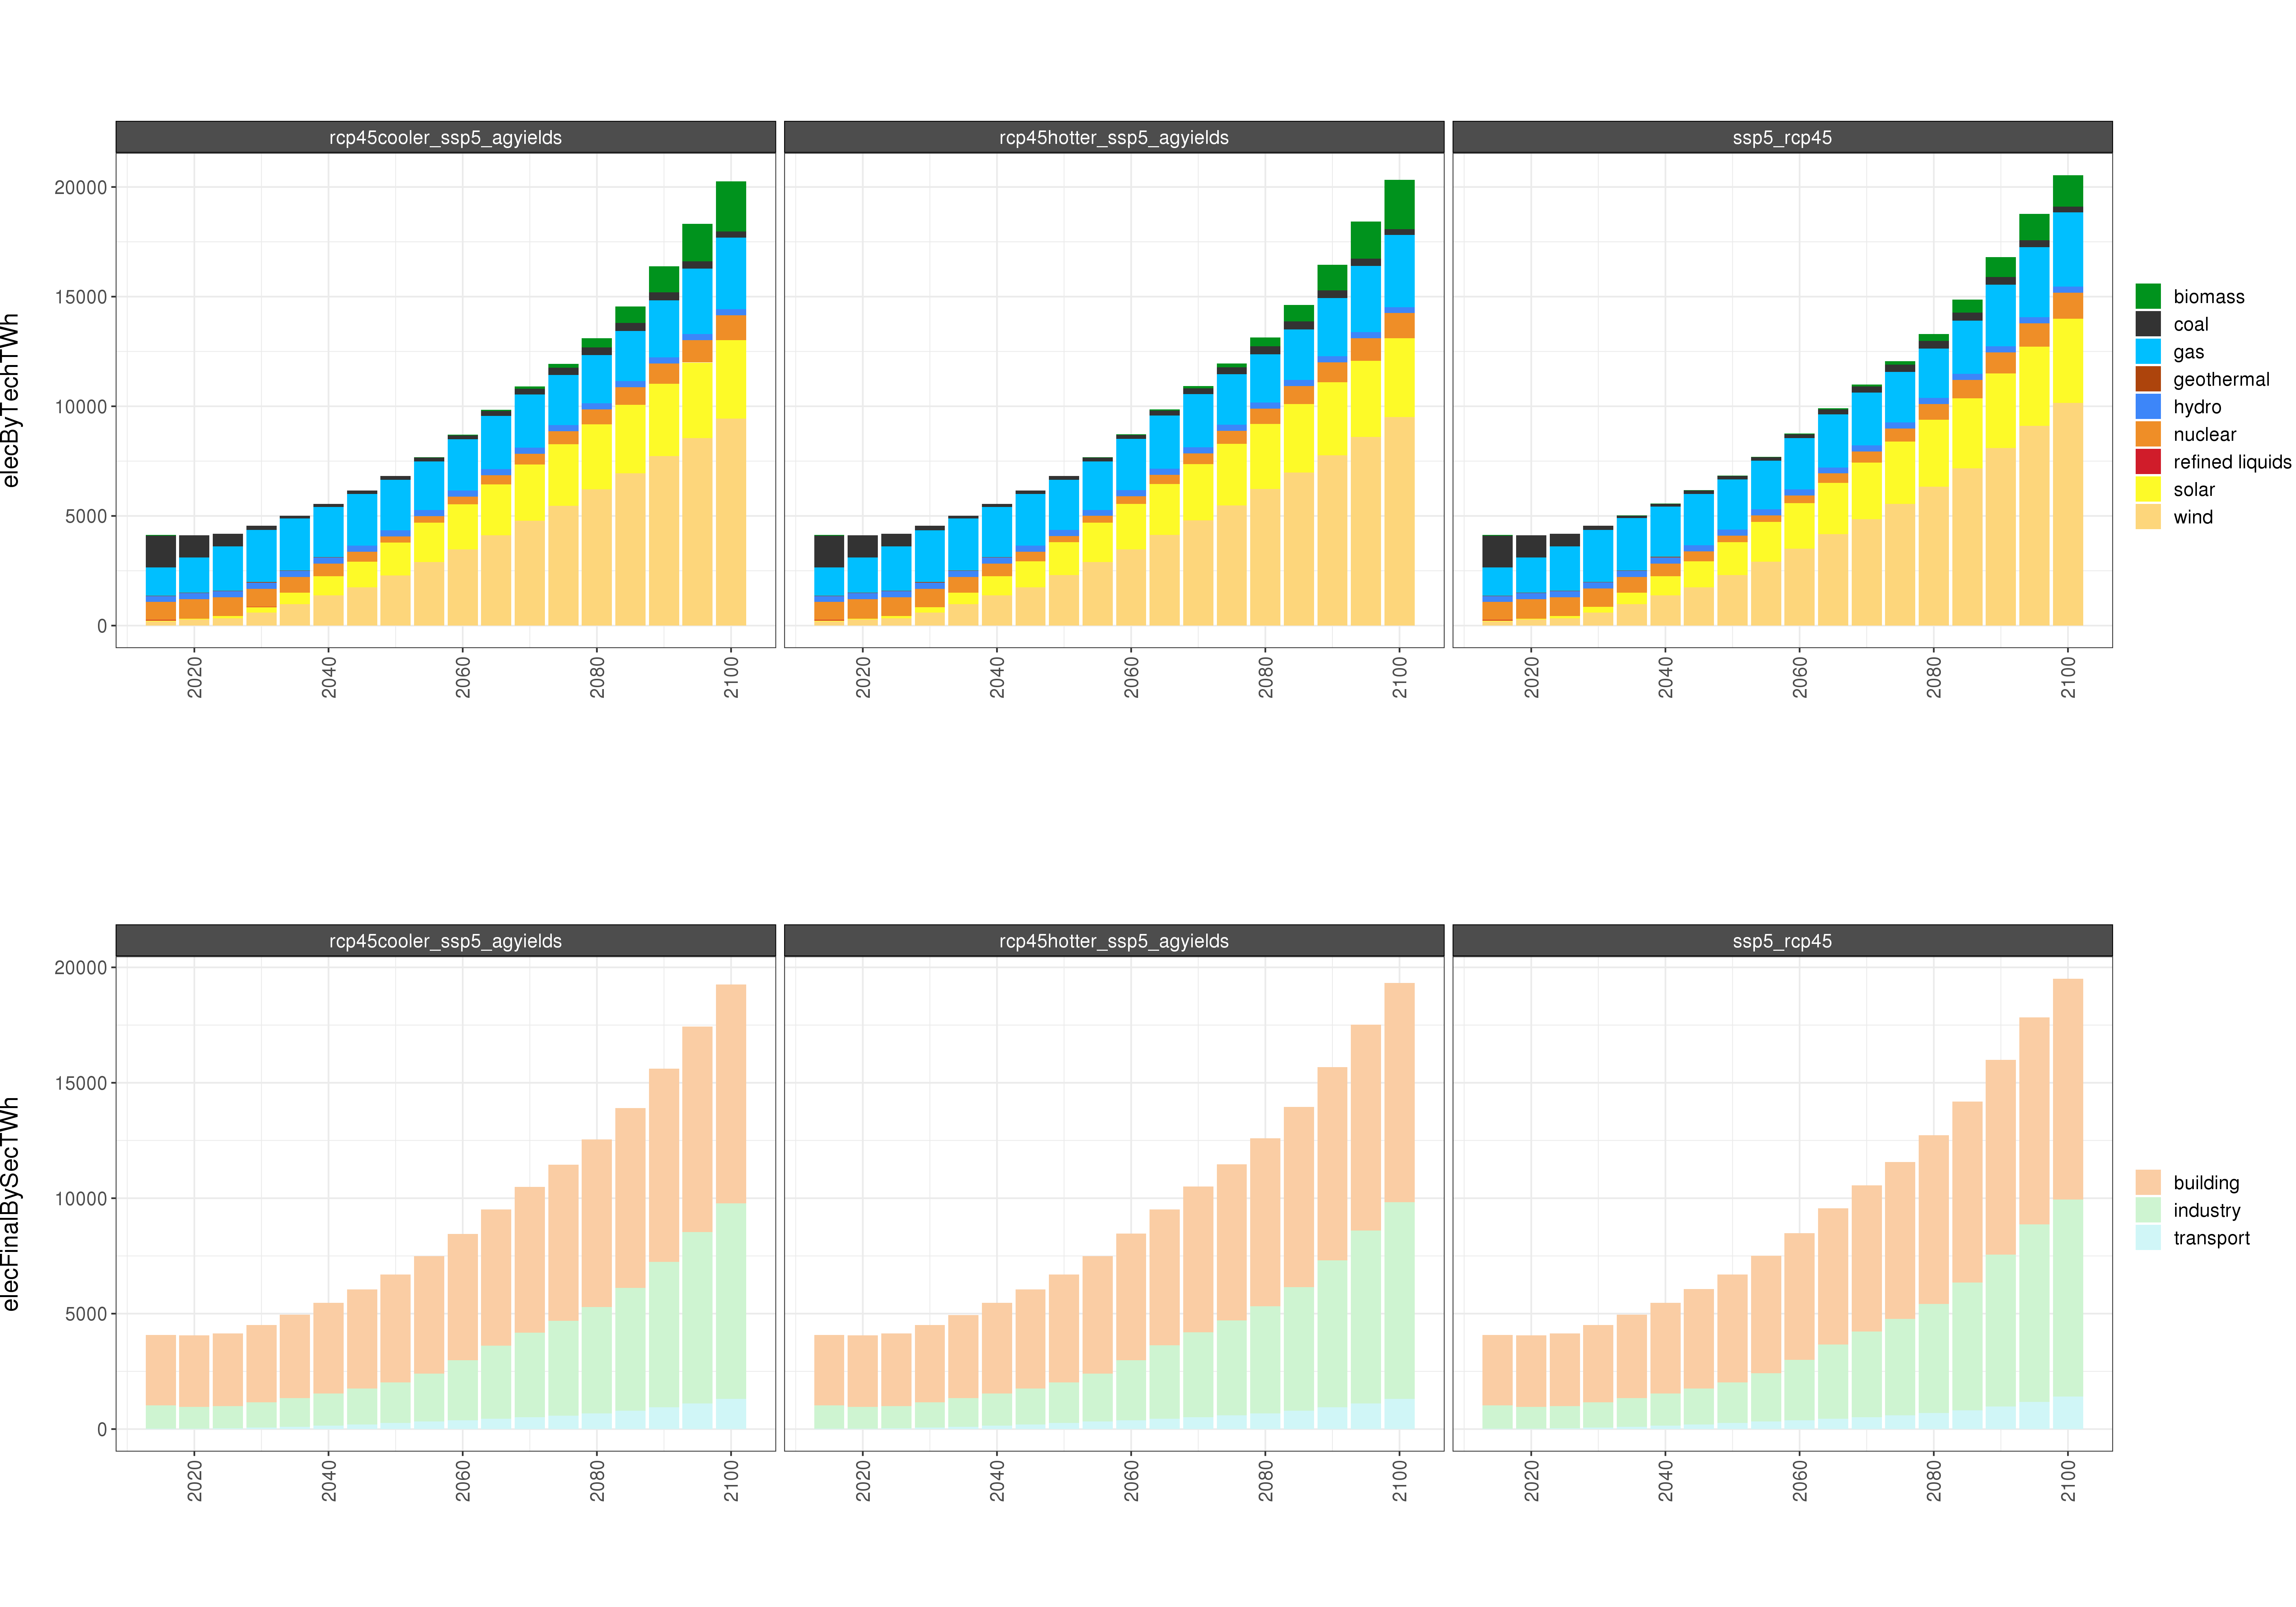 rcp45cooler_ssp5_agyields rcp45hotter_ssp5_agyields ssp5_rcp45
elecByTechTWh
20000
15000
10000
5000
0
2020 2040 2060 2080 2100 2020 2040 2060 2080 2100 2020 2040 2060 2080 2100
biomass
coal
gas
geothermal
hydro
nuclear
refined liquids
solar
wind
rcp45cooler_ssp5_agyields rcp45hotter_ssp5_agyields ssp5_rcp45
elecFinalBySecTWh
20000
15000
10000
5000
0
2020 2040 2060 2080 2100 2020 2040 2060 2080 2100 2020 2040 2060 2080 2100
building
industry
transport